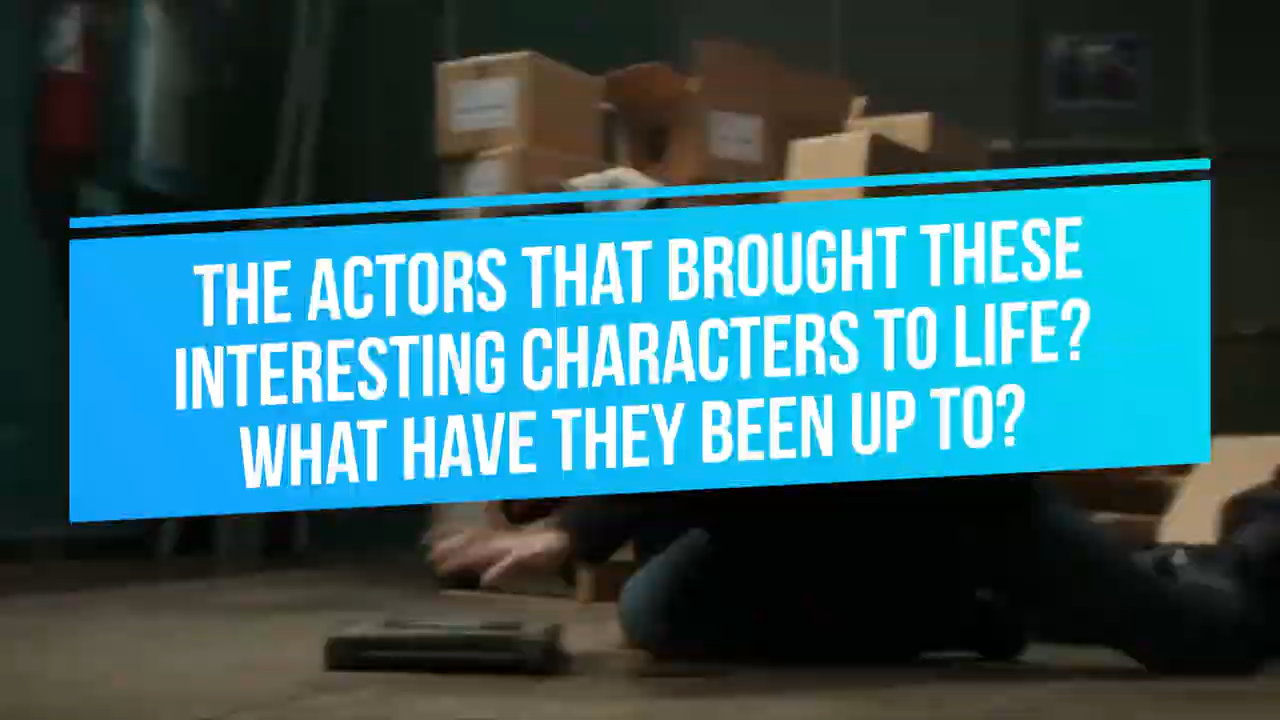 THE ACTORS THAT BROUGHT THESE
INTERESTING CHARACTERS TO LIFE?
WHAT HAVE THEY BEEN UP TO?